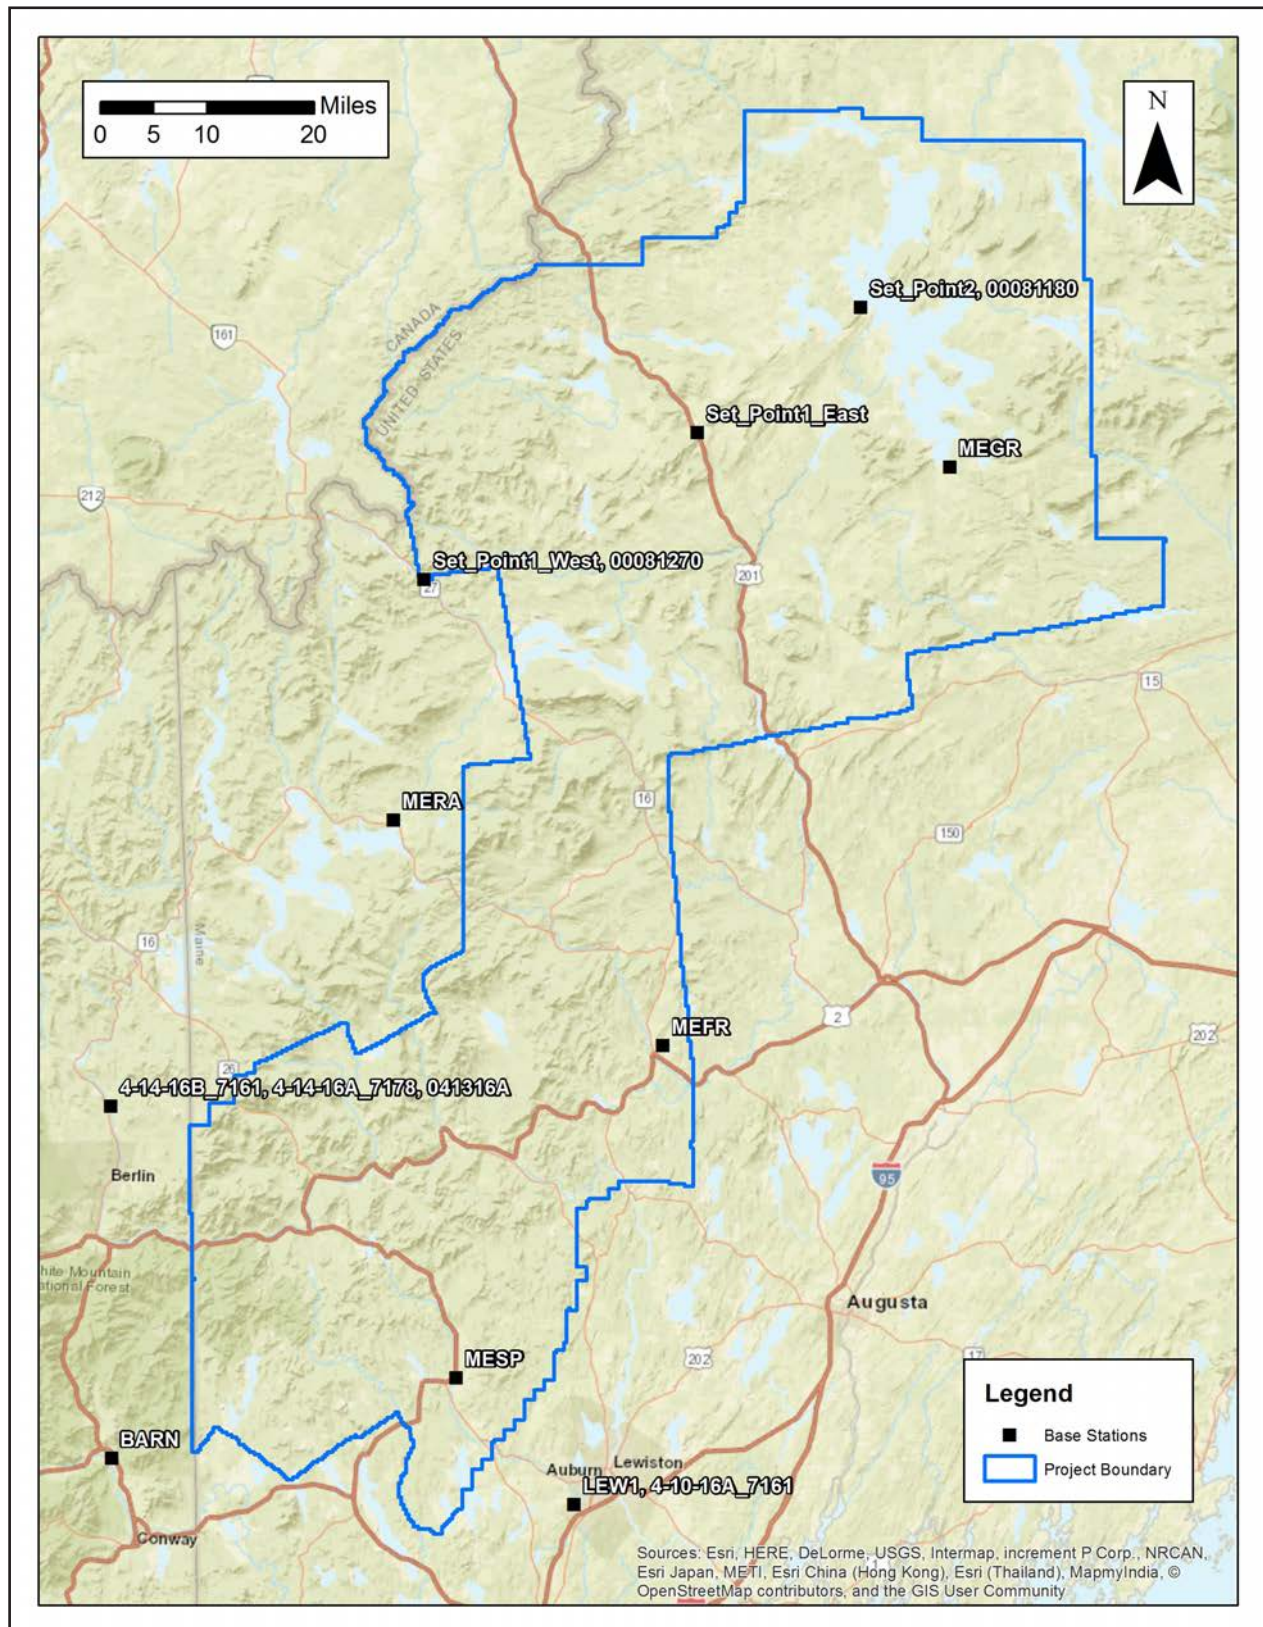 Miles
0 5 10 20
N
Set_Point2, 00081180
CANADA
UNITED STATES
161
Set_Point1_East
MEGR
212
Set_Point1_West, 00081270
27
201
15
MERA
16
150
16
Maine
MEFR
2
202
26
4-14-16B_7161, 4-14-16A_7178, 041316A
Berlin
95
hite Mountain
ational Forest
Augusta
202
17
MESP
Legend
Base Stations
Project Boundary
BARN
Auburn
Lewiston
LEW1, 4-10-16A_7161
Conway
1
Sources: Esri, HERE, DeLorme, USGS, Intermap, increment P Corp., NRCAN,
Esri Japan, METI, Esri China (Hong Kong), Esri (Thailand), MapmyIndia, ©
OpenStreetMap contributors, and the GIS User Community